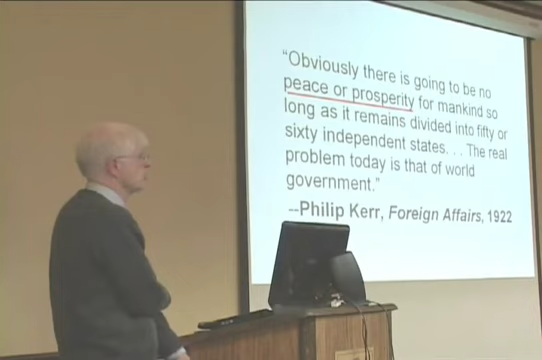 “Obviously there is going to be no
peace or prosperity for mankind so
long as it remains divided into fifty or
sixty independent states. . . The real
problem today is that of world
government.”
--Philip Kerr, Foreign Affairs, 1922